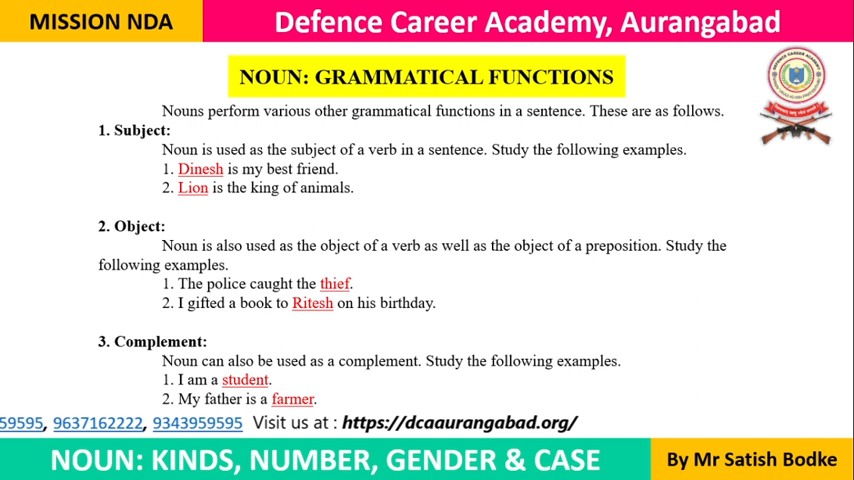 MISSION NDA
Defence Career Academy, Aurangabad
NOUN: GRAMMATICAL FUNCTIONS
Nouns perform various other grammatical functions in a sentence. These are as follows.
1. Subject:
Noun is used as the subject of a verb in a sentence. Study the following examples.
1. Dinesh is my best friend.
2. Lion is the king of animals.
2. Object:
Noun is also used as the object of a verb as well as the object of a preposition. Study the
following examples.
1. The police caught the thief.
2. I gifted a book to Ritesh on his birthday.
3. Complement:
Noun can also be used as a complement. Study the following examples.
1. I am a student.
2. My father is a farmer.
59595, 9637162222, 9343959595 Visit us at : https://dcaaurangabad.org/
NOUN: KINDS, NUMBER, GENDER & CASE
By Mr Satish Bodke